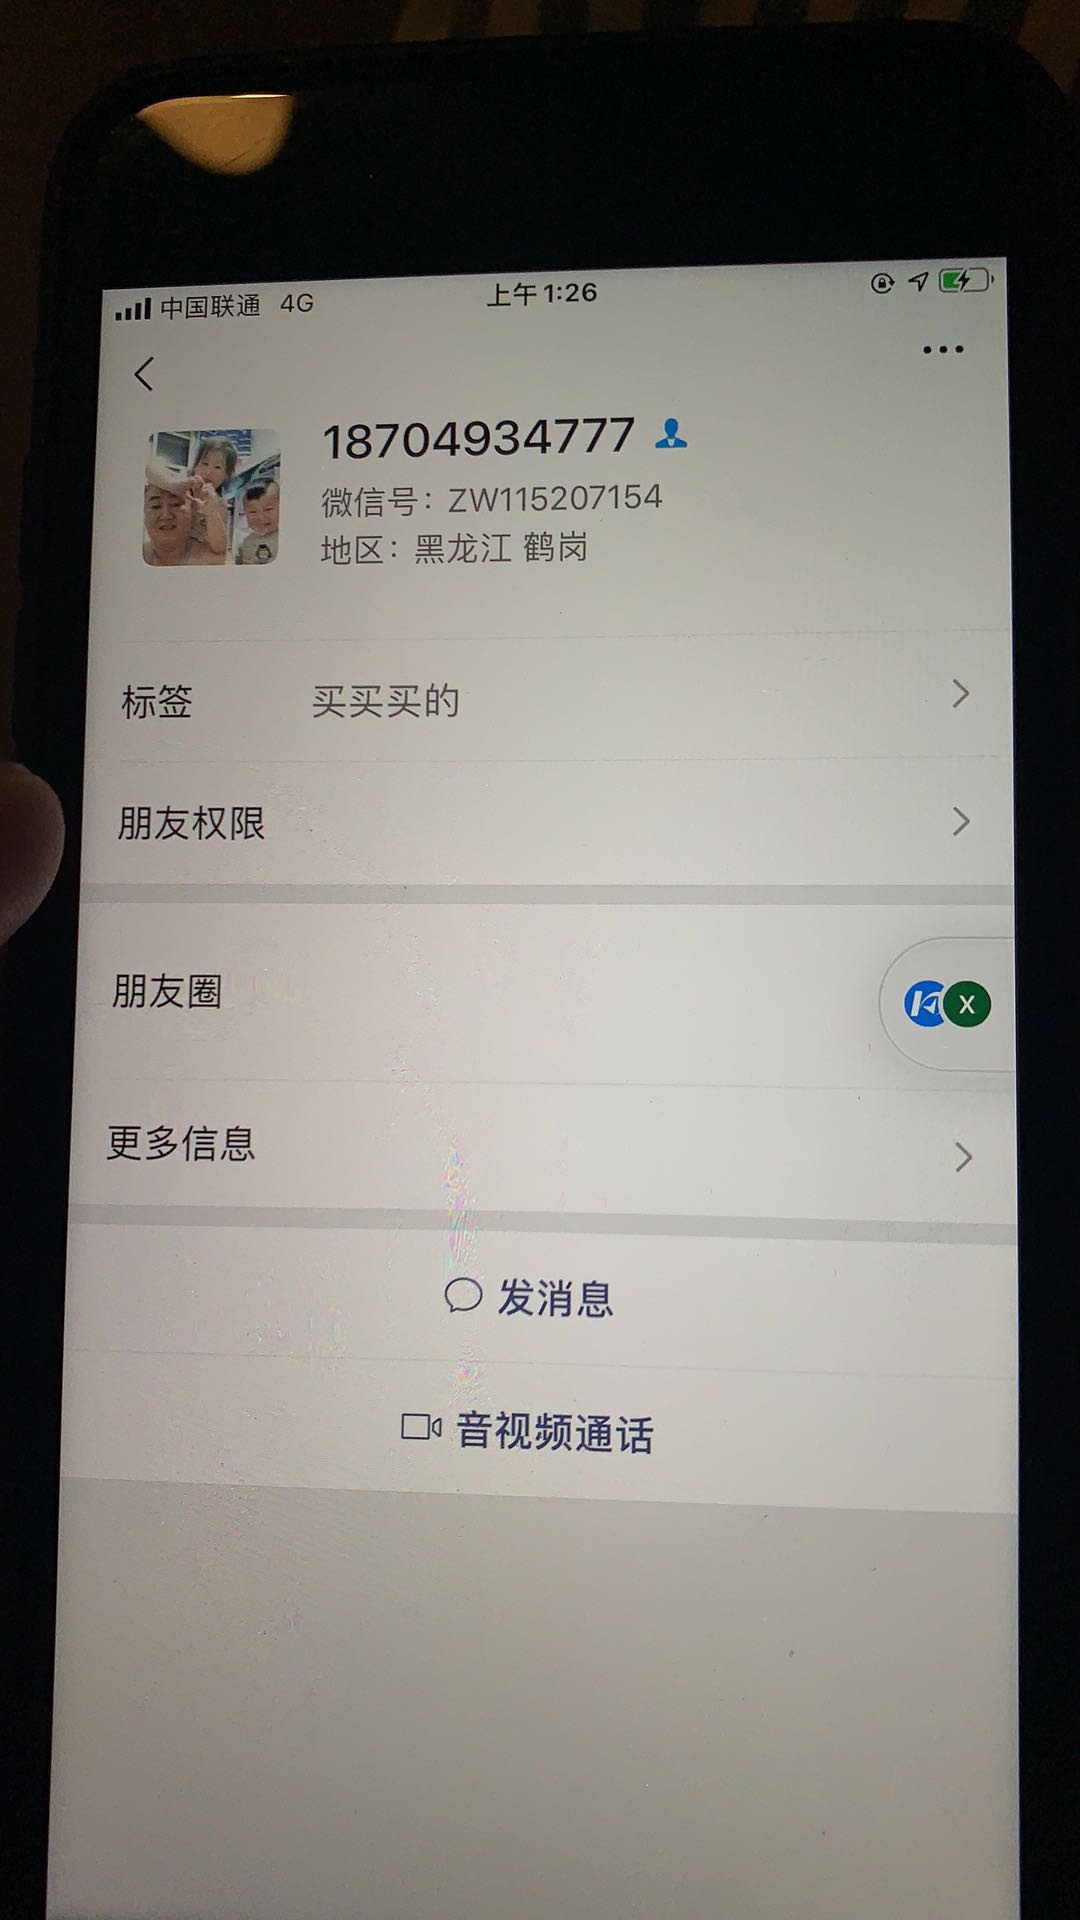 中国联通 4G 上午1:26
18704934777
微信号：ZW115207154
地区：黑龙江 鹤岗
标签 买买买的
朋友权限
朋友圈
X
更多信息
发消息
音视频通话